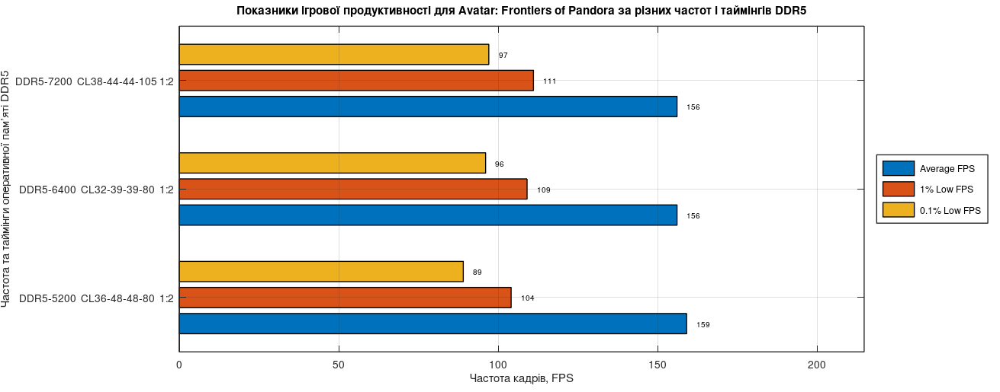 Показники ігрової продуктивності для Avatar: Frontiers of Pandora за різних частот і таймінгів DDR5
Частота та таймінги оперативної пам'яті DDR5
DDR5-7200 CL38-44-44-105 1:2
97
111
156
DDR5-6400 CL32-39-39-80 1:2
96
109
156
DDR5-5200 CL36-48-48-80 1:2
89
104
159
0 50 100 150 200
Частота кадрів, FPS
Average FPS
1% Low FPS
0.1% Low FPS